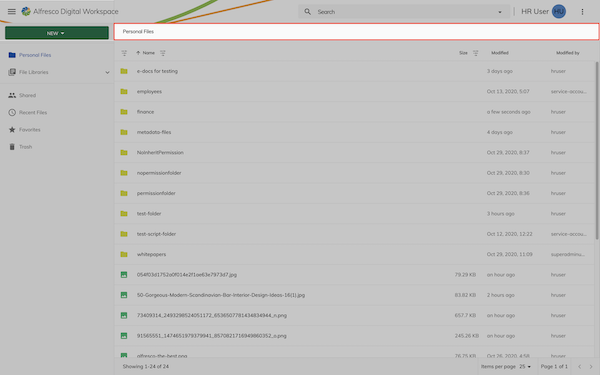 Alfresco Digital Workspace
Search
HR User HU
NEW
Personal Files
Personal Files
File Libraries
Shared
Recent Files
Favorites
Trash
Name Size Modified Modified by
e-docs for testing 3 days ago hruser
employees Oct 13, 2020, 5:07 service-accou...
finance a few seconds ago hruser
metadata-files 4 days ago hruser
NoInheritPermission Oct 29, 2020, 8:37 hruser
nopermissionfolder Oct 29, 2020, 8:30 hruser
permissionfolder Oct 29, 2020, 8:36 hruser
test-folder 3 hours ago hruser
test-script-folder Oct 12, 2020, 12:22 service-accou...
whitepapers Oct 29, 2020, 11:08 superadmin...
79.29 KB an hour ago hruser
50-Gorgeous-Modern-Scandinavian-Bar-Interior-Design-Ideas-16(1).jpg 83.82 KB 2 hours ago hruser
657.7 KB an hour ago hruser
245.26 KB an hour ago hruser
alfresco-the-best.png 76.75 KB Oct 26, 2020, 4:58 hruser
Showing 1-24 of 24 Items per page: 25 Page 1 of 1